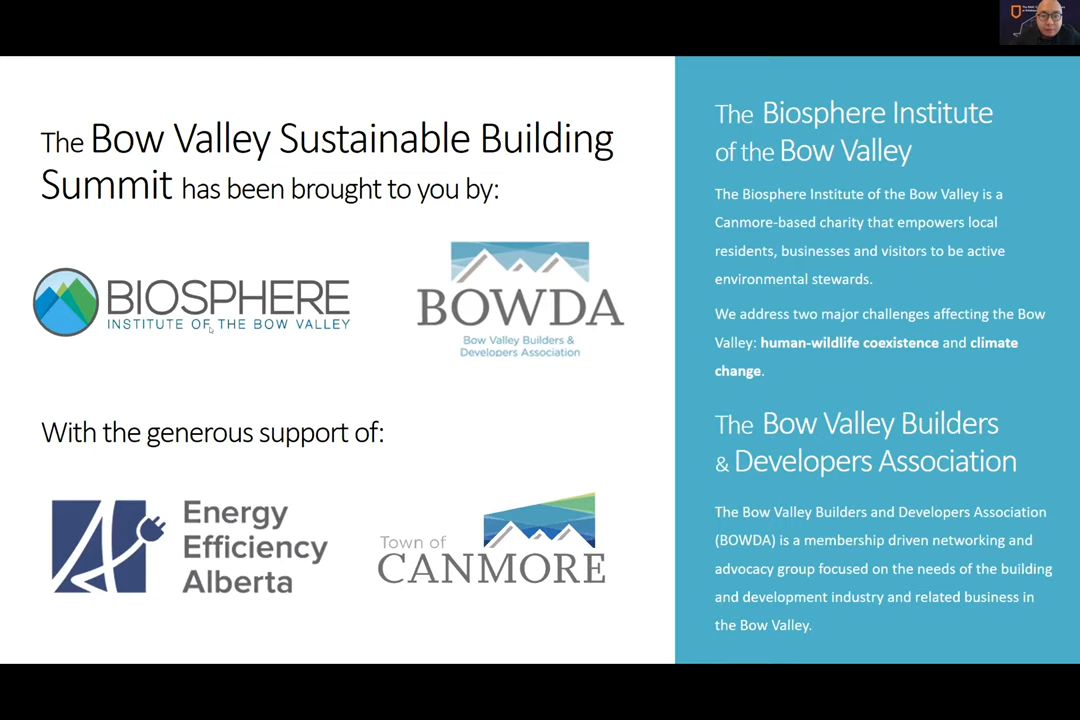 The Bow Valley Sustainable Building
Summit has been brought to you by:
BIOSPHERE
INSTITUTE OF THE BOW VALLEY
BOWDA
Bow Valley Builders &
Developers Association
With the generous support of:
Energy
Efficiency
Alberta
Town of
CANMORE
The Biosphere Institute
of the Bow Valley
The Biosphere Institute of the Bow Valley is a
Canmore-based charity that empowers local
residents, businesses and visitors to be active
environmental stewards.
We address two major challenges affecting the Bow
Valley: human-wildlife coexistence and climate
change.
The Bow Valley Builders
& Developers Association
The Bow Valley Builders and Developers Association
(BOWDA) is a membership driven networking and
advocacy group focused on the needs of the building
and development industry and related business in
the Bow Valley.